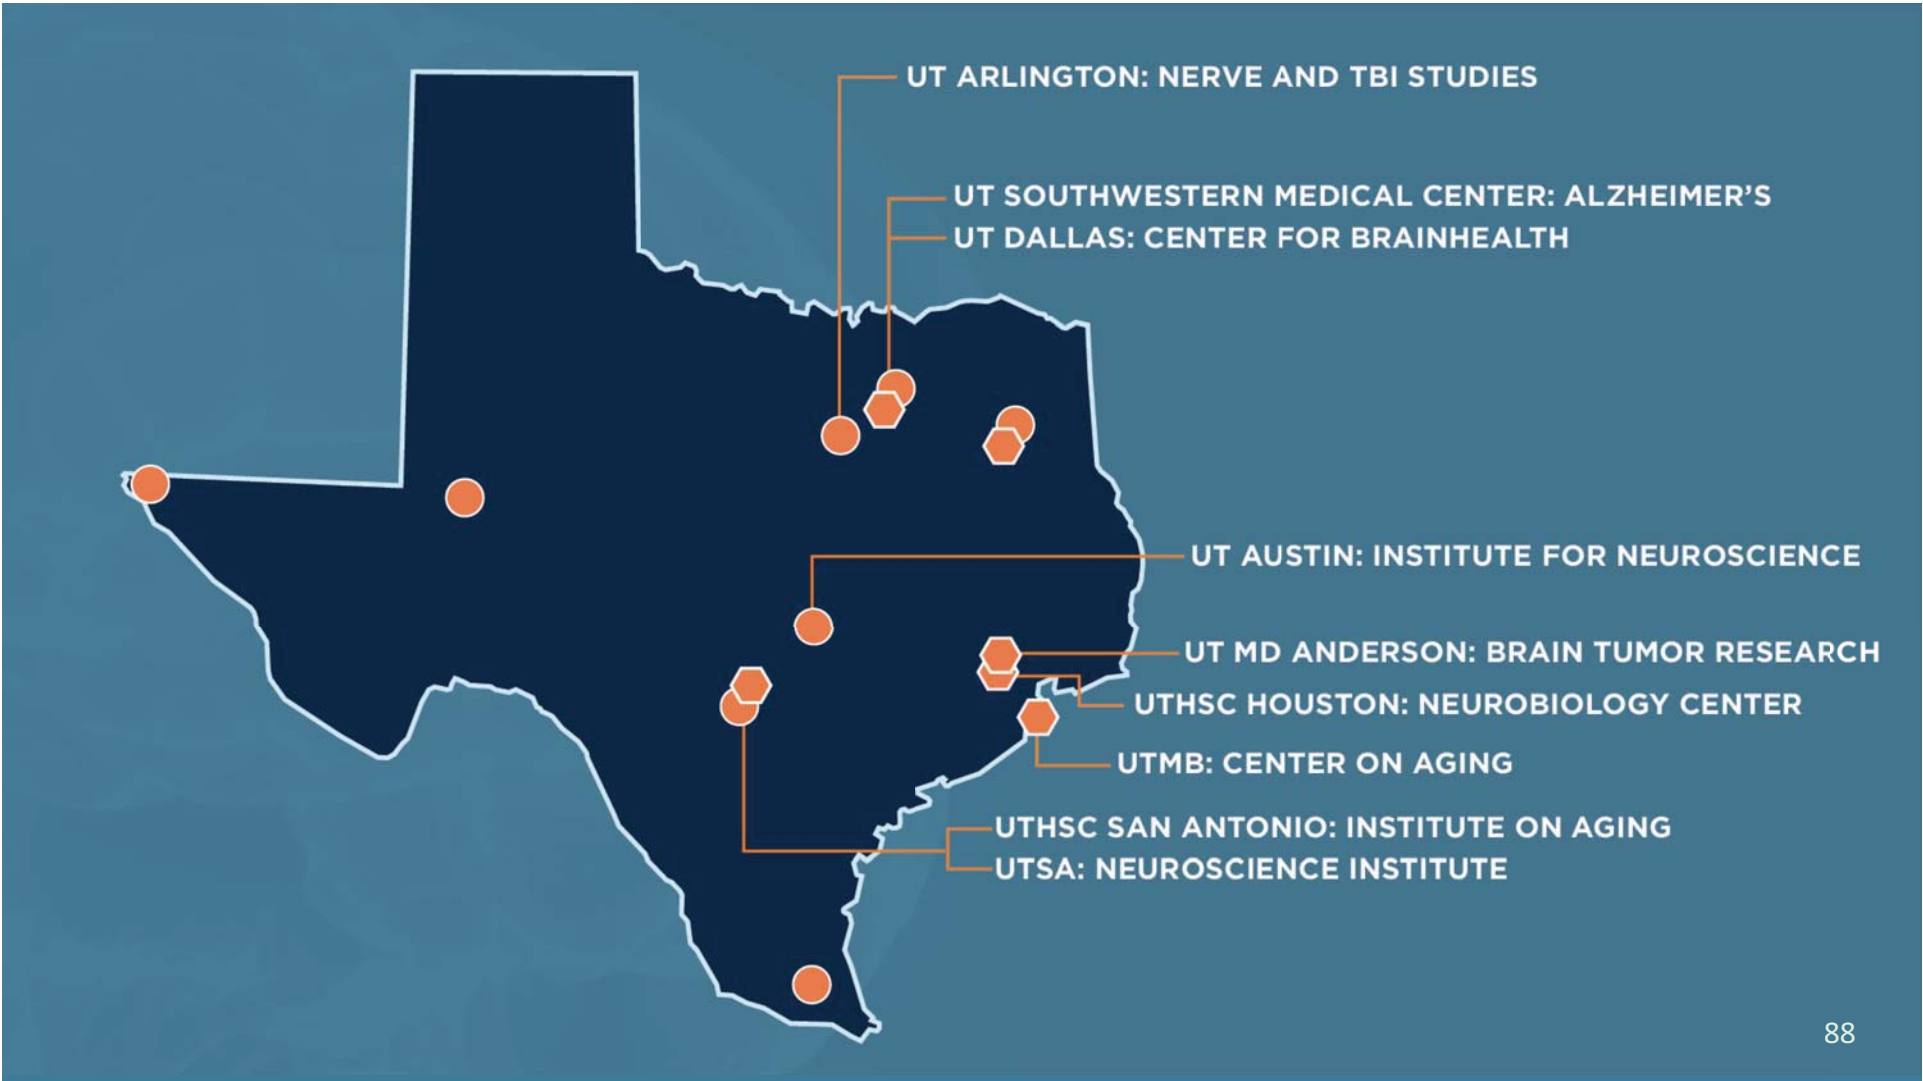 UT ARLINGTON: NERVE AND TBI STUDIES
UT SOUTHWESTERN MEDICAL CENTER: ALZHEIMER’S
UT DALLAS: CENTER FOR BRAINHEALTH
UT AUSTIN: INSTITUTE FOR NEUROSCIENCE
UT MD ANDERSON: BRAIN TUMOR RESEARCH
UTHSC HOUSTON: NEUROBIOLOGY CENTER
UTMB: CENTER ON AGING
UTHSC SAN ANTONIO: INSTITUTE ON AGING
UTSA: NEUROSCIENCE INSTITUTE
88